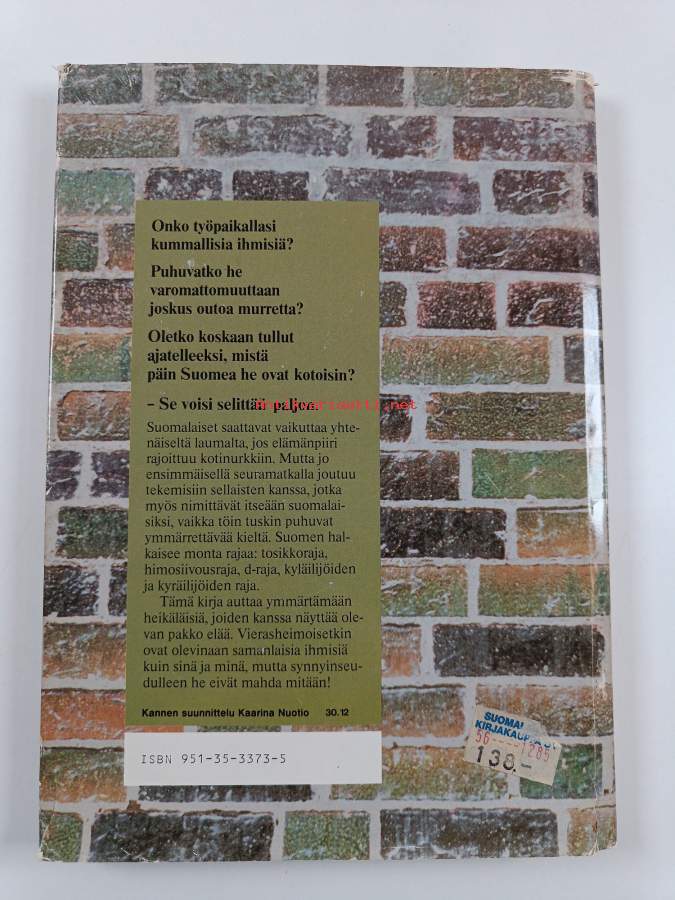 Onko työpaikallasi
kummallisia ihmisiä?
Puhuvatko he
varomattomuuttaan
joskus outoa murretta?
Oletko koskaan tullut
ajatelleeksi, mistä
päin Suomea he ovat kotoisin?
– Se voisi selittää paljon.
Antikvariaatti.net
Suomalaiset saattavat vaikuttaa yhte-
näiseltä laumalta, jos elämänpiiri
rajoittuu kotinurkkiin. Mutta jo
ensimmäisellä seuramatkalla joutuu
tekemisiin sellaisten kanssa, jotka
myös nimittävät itseään suomalai-
siksi, vaikka töin tuskin puhuvat
ymmärrettävää kieltä. Suomen hal-
kaisee monta rajaa: tosikkoraja,
himosiivousraja, d-raja, kyläilijöiden
ja kyräilijöiden raja.
Tämä kirja auttaa ymmärtämään
heikäläisiä, joiden kanssa näyttää ole-
van pakko elää. Vierasheimoisetkin
ovat olevinaan samanlaisia ihmisiä
kuin sinä ja minä, mutta synnyinseu-
dulleen he eivät mahda mitään!
Kannen suunnittelu Kaarina Nuotio 30.12
ISBN 951-35-3373-5
SUOMAL
KIRJAKAUPPA
56----1285
138.–